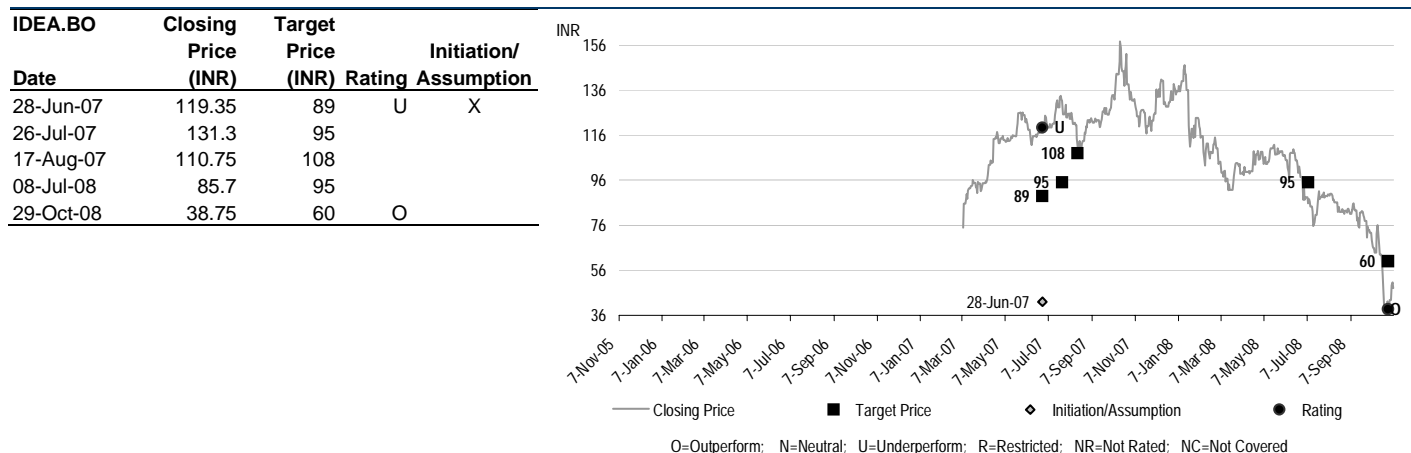 IDEA.BO Closing Target
Price Price Initiation/
Date (INR) (INR) Rating Assumption
28-Jun-07 119.35 89 U X
26-Jul-07 131.3 95
17-Aug-07 110.75 108
08-Jul-08 85.7 95
29-Oct-08 38.75 60 O
INR
156
136
116
96
76
56
36
U
108
95
89
95
60
O
28-Jun-07
7-Nov-05 7-Jan-06 7-Mar-06 7-May-06 7-Jul-06 7-Sep-06 7-Nov-06 7-Jan-07 7-Mar-07 7-May-07 7-Jul-07 7-Sep-07 7-Nov-07 7-Jan-08 7-Mar-08 7-May-08 7-Jul-08 7-Sep-08
Closing Price Target Price Initiation/Assumption Rating
O=Outperform; N=Neutral; U=Underperform; R=Restricted; NR=Not Rated; NC=Not Covered